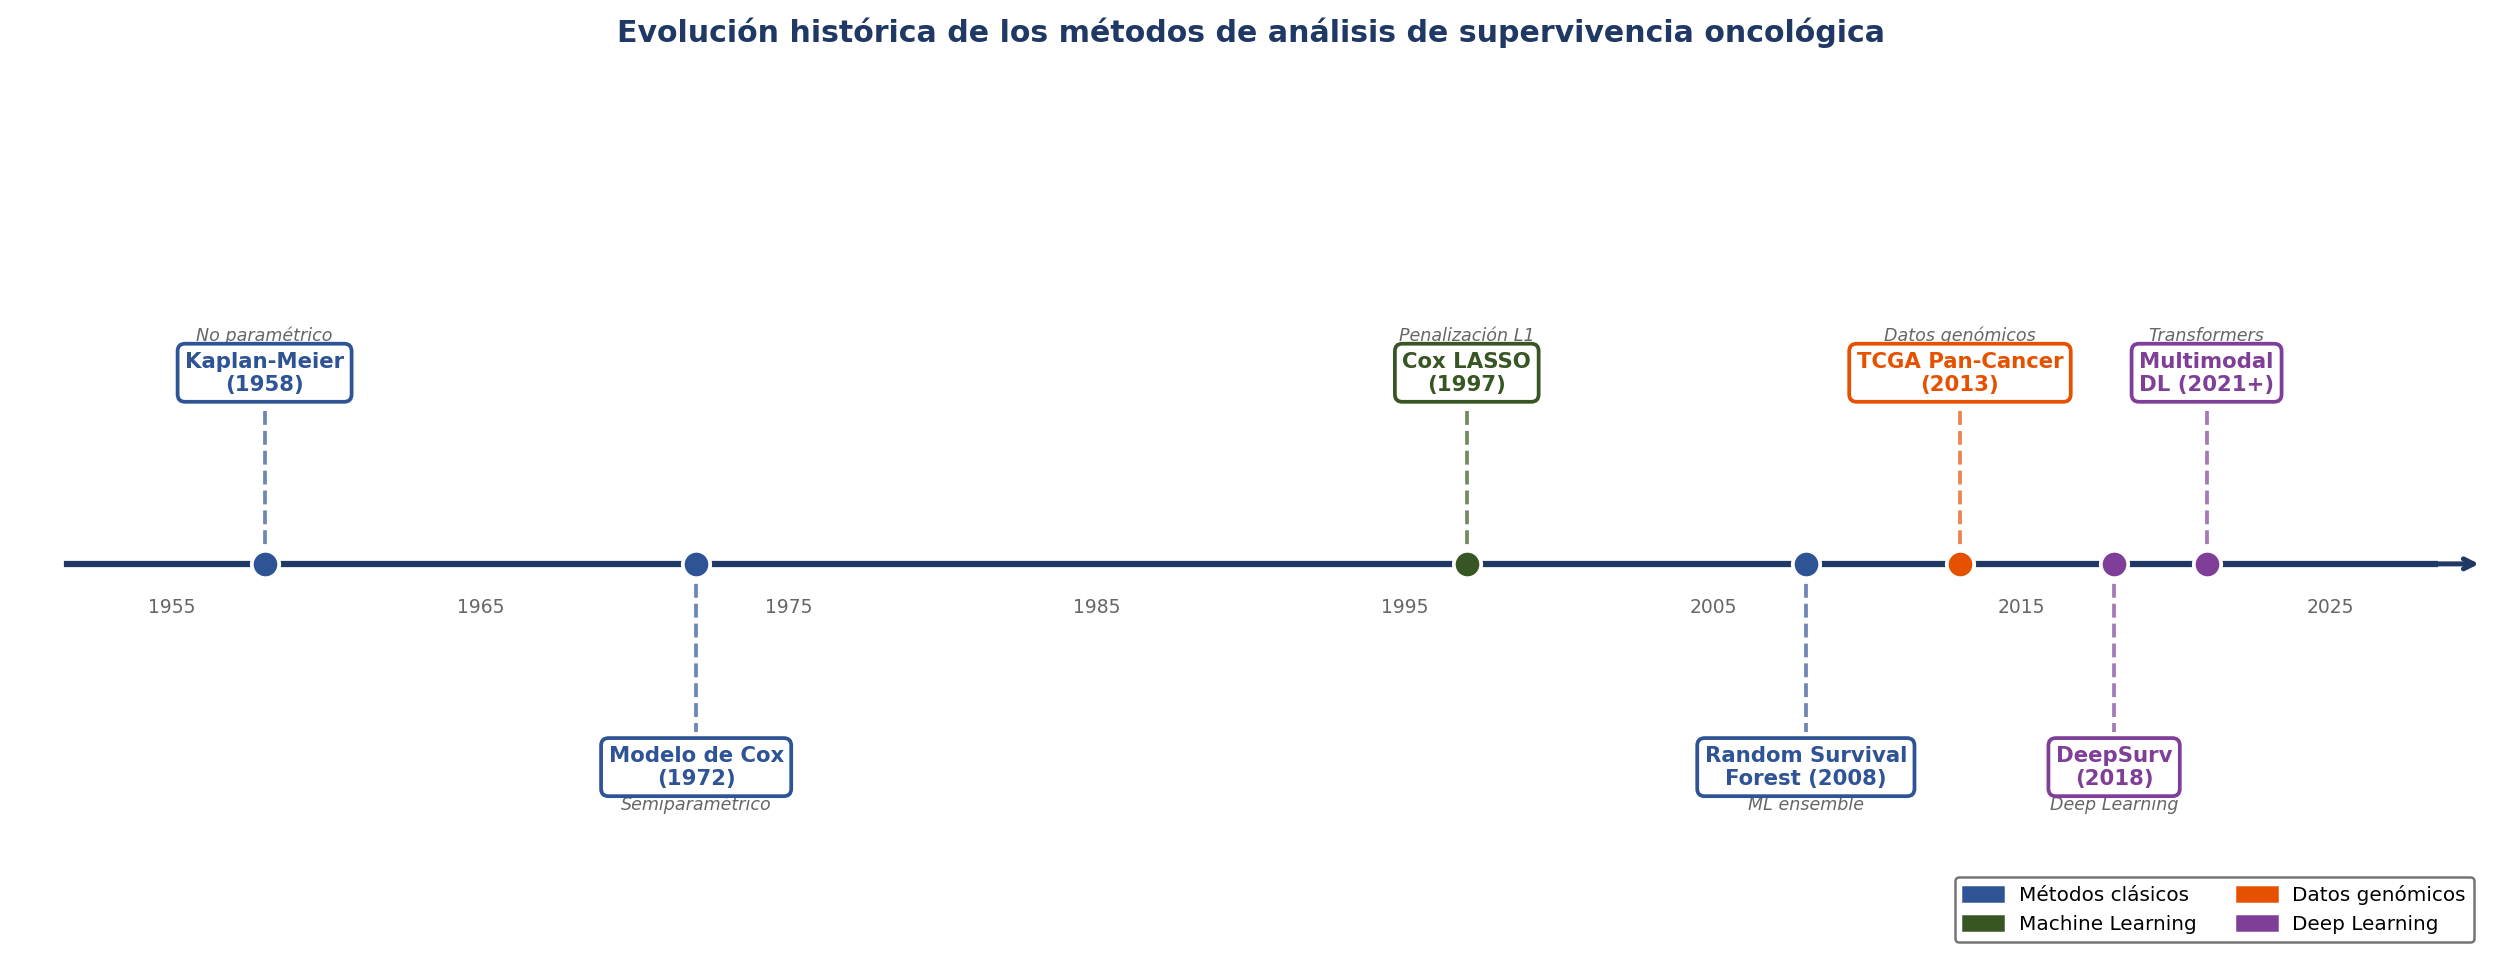 Evolución histórica de los métodos de análisis de supervivencia oncológica
No paramétrico
Kaplan-Meier
(1958)
Penalización L1
Cox LASSO
(1997)
Datos genómicos
TCGA Pan-Cancer
(2013)
Transformers
Multimodal
DL (2021+)
1955
1965
1975
1985
1995
2005
2015
2025
Modelo de Cox
(1972)
Semiparamétrico
Random Survival
Forest (2008)
ML ensemble
DeepSurv
(2018)
Deep Learning
Métodos clásicos
Machine Learning
Datos genómicos
Deep Learning